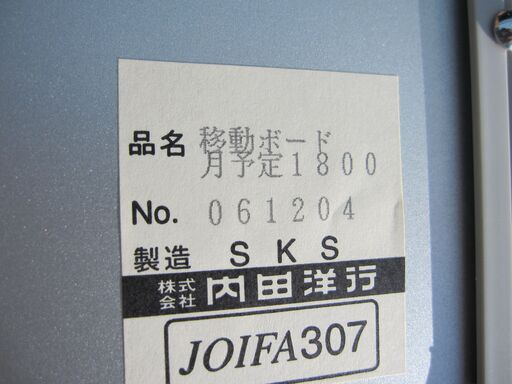 品名 移動ボード
月予定1800
No. 061204
製造 SKS
株式会社 内田洋行
JOIFA307